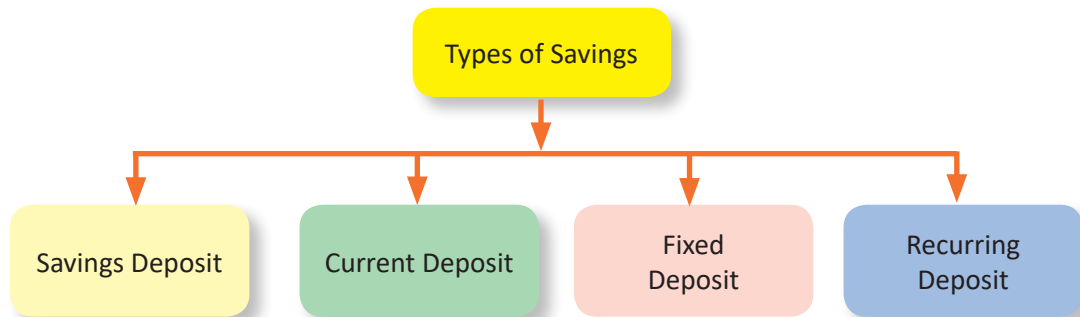 Types of Savings
Savings Deposit
Current Deposit
Fixed
Deposit
Recurring
Deposit